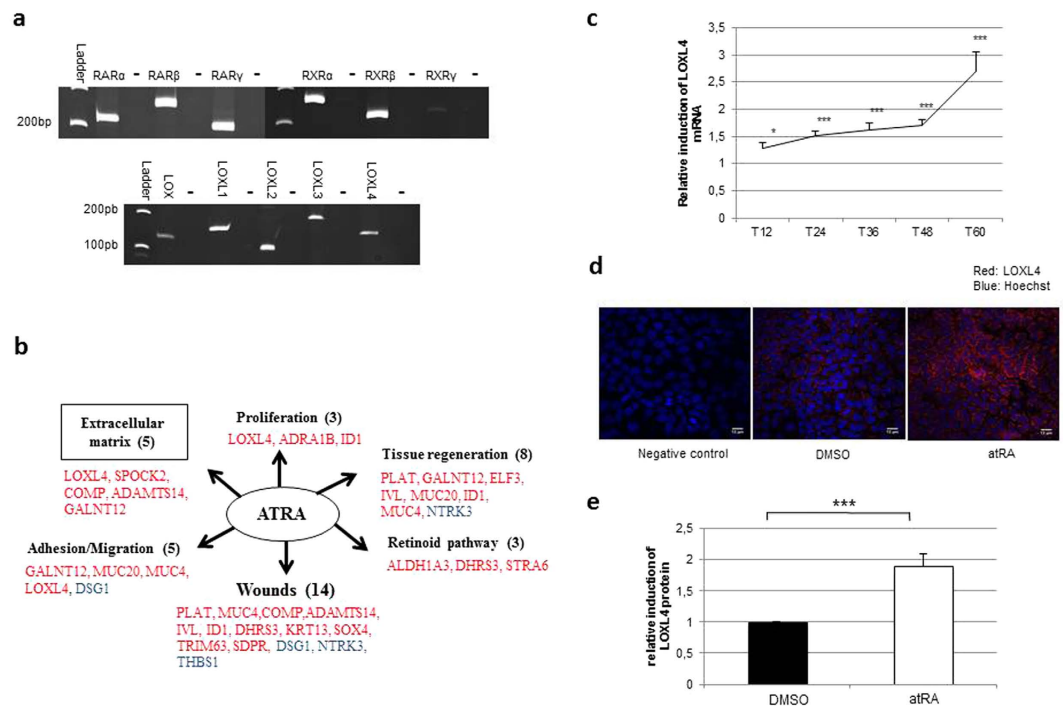 a
Ladder
RARα - RARβ - RARγ - RXRα - RXRβ - RXRγ -
200bp
Ladder LOX - LOXL1 - LOXL2 - LOXL3 - LOXL4 -
200pb
100pb
b
Extracellular
matrix (5)
LOXL4, SPOCK2,
COMP, ADAMTS14,
GALNT12
Proliferation (3)
LOXL4, ADRA1B, ID1
Tissue regeneration (8)
PLAT, GALNT12, ELF3,
IVL, MUC20, ID1,
MUC4, NTRK3
ATRA
Adhesion/Migration (5)
GALNT12, MUC20, MUC4,
LOXL4, DSG1
Retinoid pathway (3)
ALDH1A3, DHRS3, STRA6
Wounds (14)
PLAT, MUC4,COMP,ADAMTS14,
IVL, ID1, DHRS3, KRT13, SOX4,
TRIM63, SDPR, DSG1, NTRK3,
THBS1
c
Relative induction of LOXL4
mRNA
3,5
3
2,5
2
1,5
1
0,5
0
*
***
***
***
***
T12 T24 T36 T48 T60
d
Red: LOXL4
Blue: Hoechst
Negative control DMSO atRA
e
***
relative induction of
LOXL4 protein
2,5
2
1,5
1
0,5
0
DMSO atRA